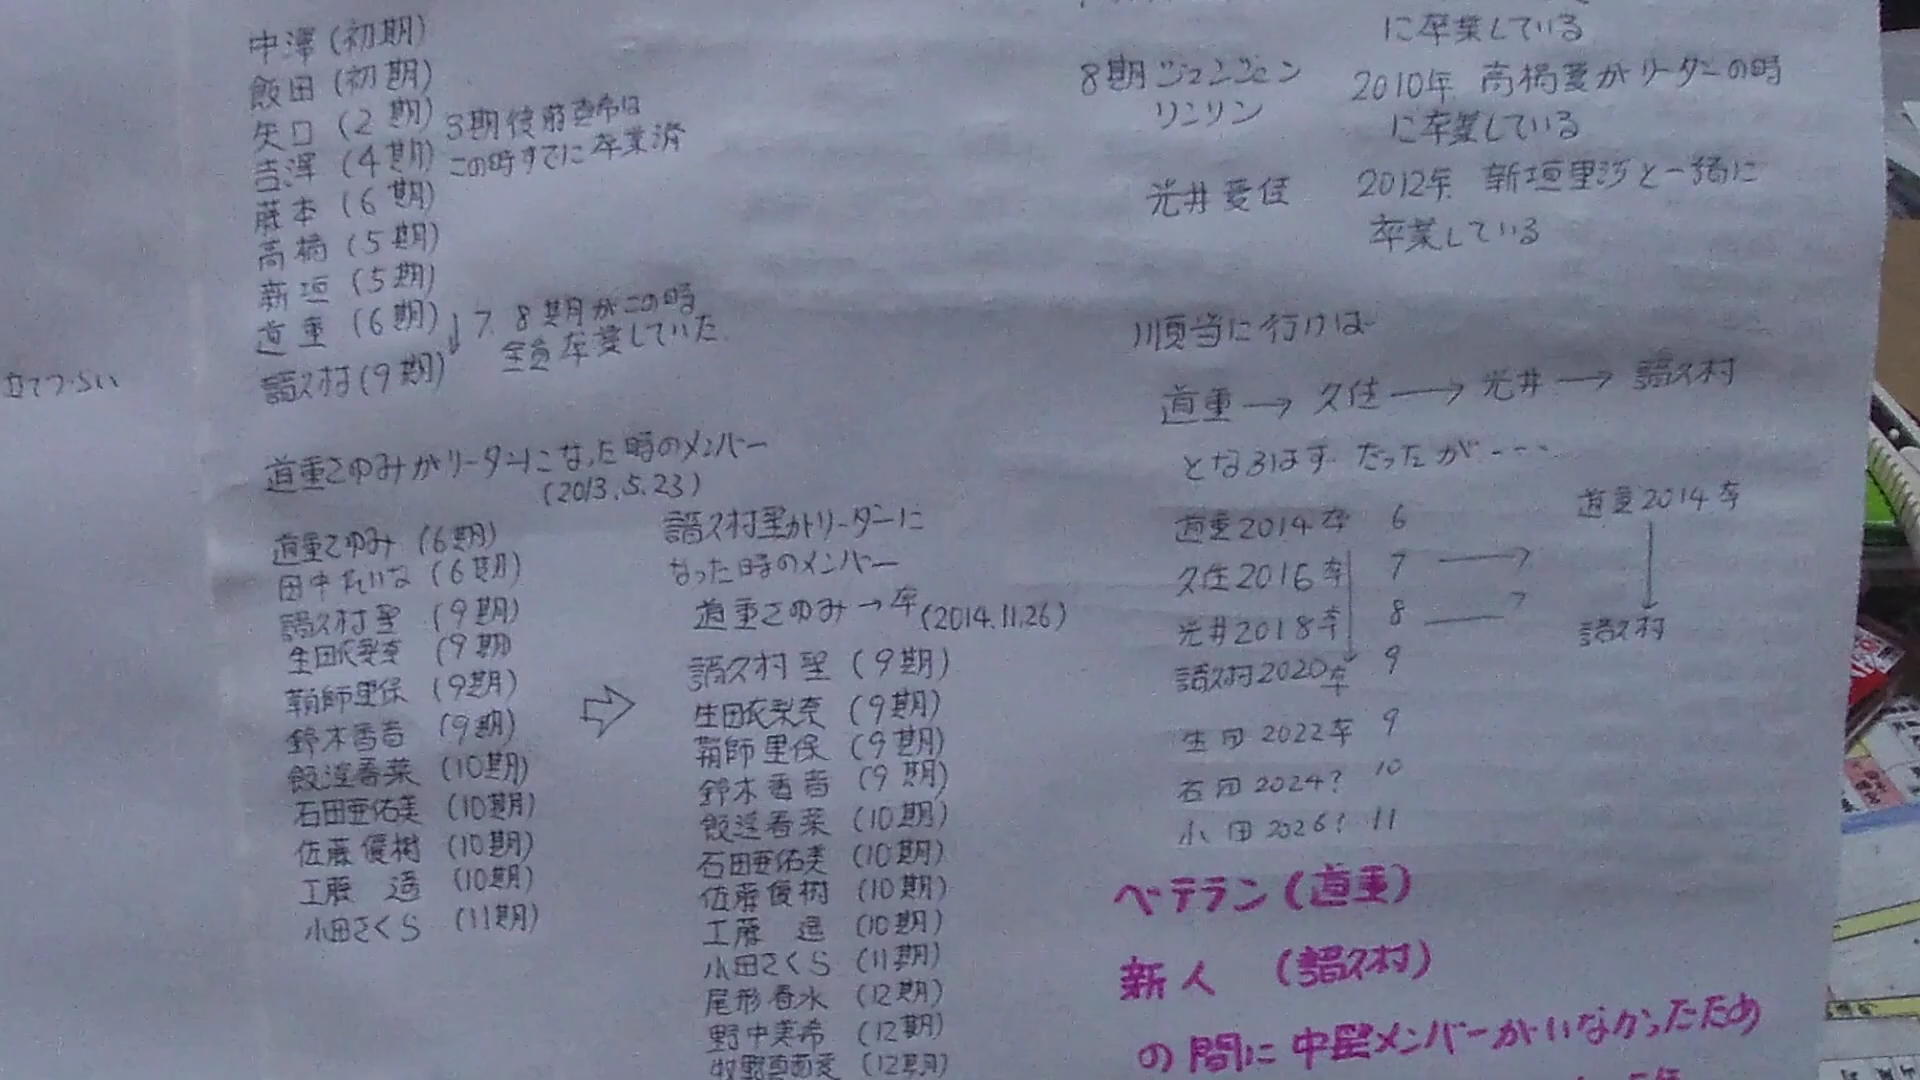 中澤(初期)
飯田(初期)
矢口(2期)
吉澤(4期)
藤本(6期)
高橋(5期)
新垣(5期)
道重(6期)
譜久村(9期)
3期後藤真希は
この時すでに卒業済
7. 8期がこの時
全員卒業していた
立てづらい
道重さゆみがリーダーになった時のメンバー
(2013.5.23)
道重さゆみ(6期)
田中れいな(6期)
譜久村聖(9期)
生田衣梨奈(9期)
鞘師里保(9期)
鈴木香音(9期)
飯窪春菜(10期)
石田亜佑美(10期)
佐藤優樹(10期)
工藤 遥(10期)
小田さくら(11期)
譜久村聖がリーダーに
なった時のメンバー
道重さゆみ→卒(2014.11.26)
譜久村聖(9期)
生田衣梨奈(9期)
鞘師里保(9期)
鈴木香音(9期)
飯窪春菜(10期)
石田亜佑美(10期)
佐藤優樹(10期)
工藤 遥(10期)
小田さくら(11期)
尾形春水(12期)
野中美希(12期)
牧野真莉愛(12期)
に卒業している
8期ジュンジュン
リンリン
2010年 高橋愛がリーダーの時
に卒業している
光井愛佳
2012年 新垣里沙と一緒に
卒業している
順当に行けば
道重→久住→光井→譜久村
となるはずだったが・・・・
道重2014卒 6
久住2016卒 7 →
光井2018卒 8 →
譜久村2020卒 9
生田2022卒 9
石田2024? 10
小田2026? 11
道重2014卒
↓
譜久村
ベテラン(道重)
新人 (譜久村)
の間に中堅メンバーがいなかったため